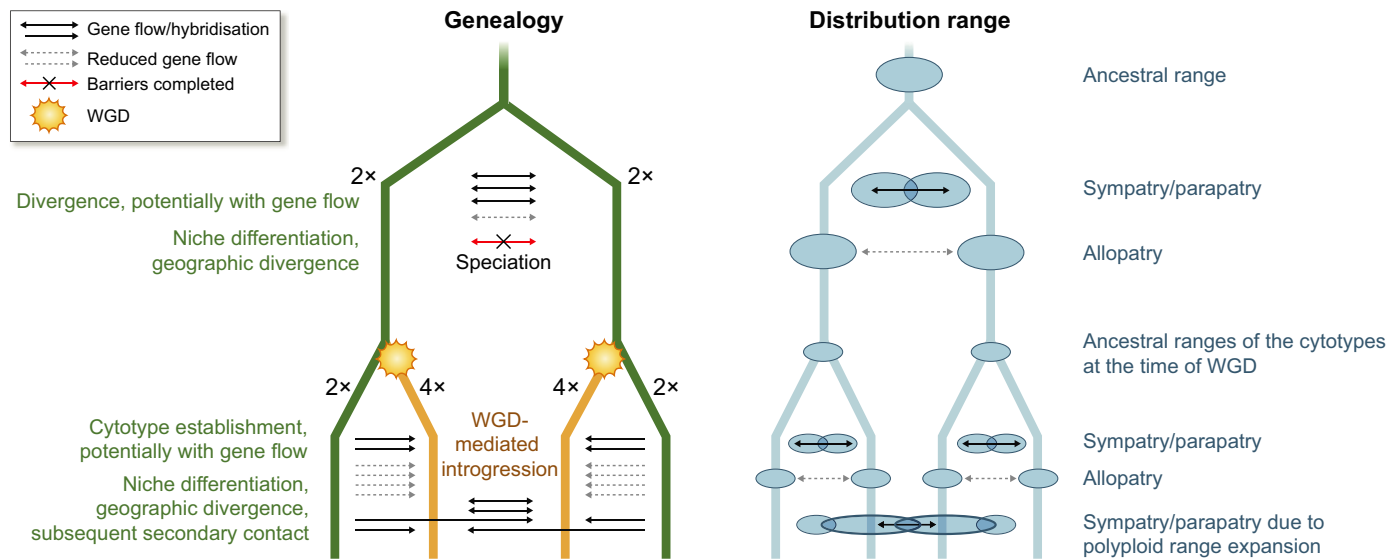 Gene flow/hybridisation
Reduced gene flow
Barriers completed
WGD
Genealogy
2×
2×
Divergence, potentially with gene flow
Niche differentiation,
geographic divergence
Speciation
2×
4×
4×
2×
Cytotype establishment,
potentially with gene flow
WGD-
mediated
introgression
Niche differentiation,
geographic divergence,
subsequent secondary contact
Distribution range
Ancestral range
Sympatry/parapatry
Allopatry
Ancestral ranges of the cytotypes
at the time of WGD
Sympatry/parapatry
Allopatry
Sympatry/parapatry due to
polyploid range expansion